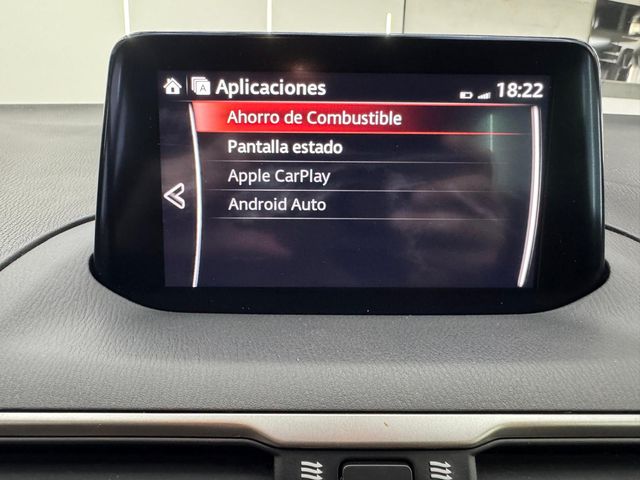 Aplicaciones
18:22
Ahorro de Combustible
Pantalla estado
Apple CarPlay
Android Auto